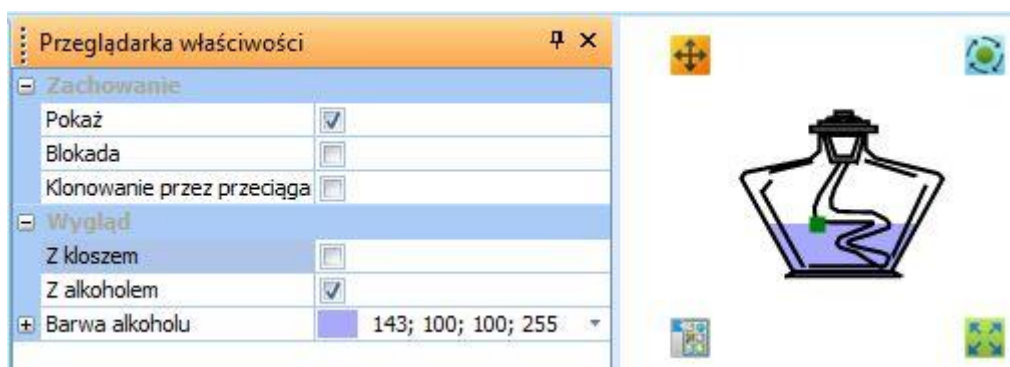 Przeglądarka właściwości
Zachowanie
Pokaż
Blokada
Klonowanie przez przeciąga
Wygląd
Z kloszem
Z alkoholem
Barwa alkoholu 143; 100; 100; 255